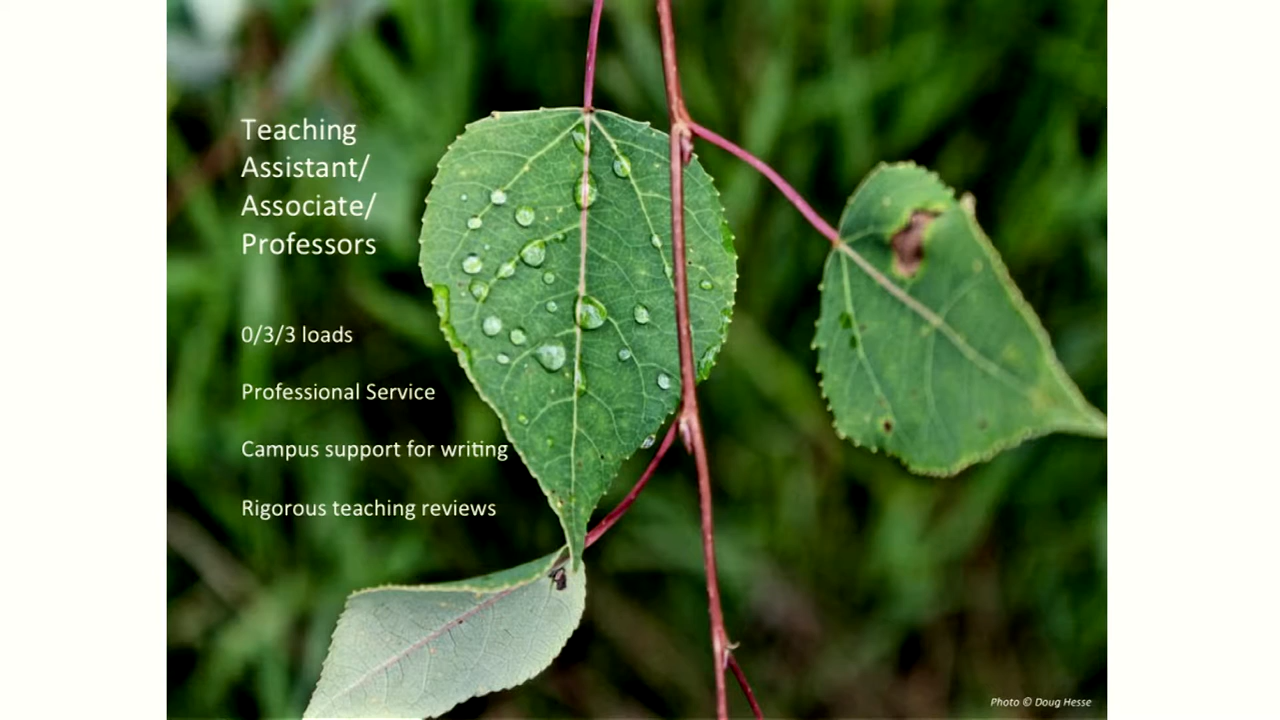 Teaching
Assistant/
Associate/
Professors
0/3/3 loads
Professional Service
Campus support for writing
Rigorous teaching reviews
Photo © Doug Hesse